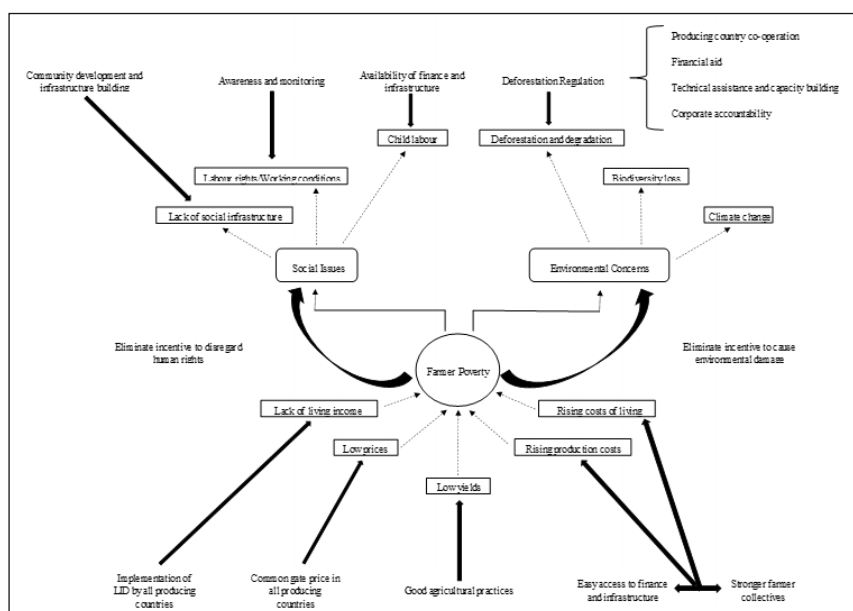 Producing country co-operation
Financial aid
Technical assistance and capacity building
Corporate accountability
Community development and
infrastructure building
Awareness and monitoring
Availability of finance and
infrastructure
Deforestation Regulation
Child labour
Deforestation and degradation
Labour rights/Working conditions
Biodiversity loss
Lack of social infrastructure
Climate change
Social Issues
Environmental Concerns
Eliminate incentive to disregard
human rights
Eliminate incentive to cause
environmental damage
Farmer Poverty
Lack of living income
Rising costs of living
Low prices
Rising production costs
Low yields
Implementation of
LID by all producing
countries
Common gate price in
all producing
countries
Good agricultural practices
Easy access to finance
and infrastructure
Stronger farmer
collectives